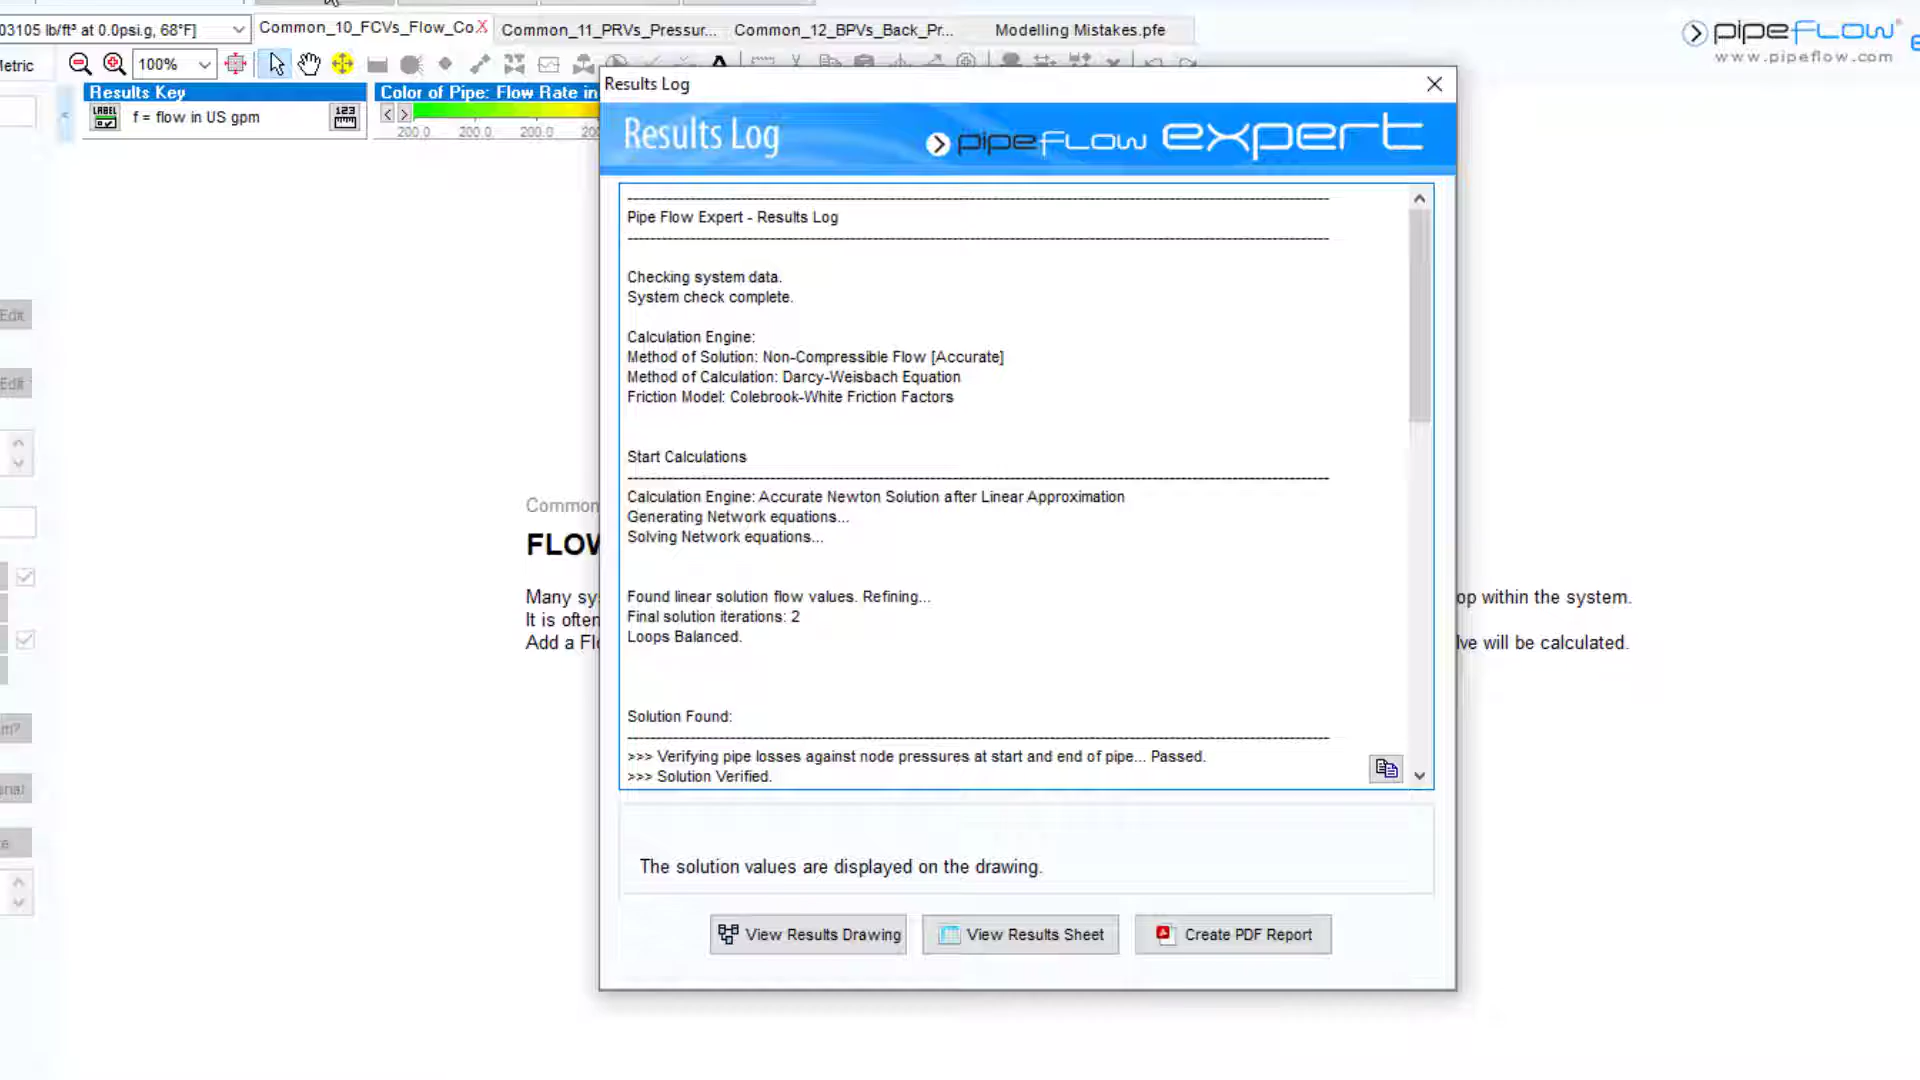 03105 lb/ft³ at 0.0psi.g, 68°F]
Common_10_FCVs_Flow_Co X
Common_11_PRVs_Pressur...
Common_12_BPVs_Back_Pr...
Modelling Mistakes.pfe
pipeFLOW®
www.pipeflow.com
etric
100%
Results Key
LABEL
f = flow in US gpm
123
Color of Pipe: Flow Rate in
200.0 200.0 200.0 20
Results Log
Results Log
pipeFLOW expert
Pipe Flow Expert - Results Log
Checking system data.
System check complete.
Calculation Engine:
Method of Solution: Non-Compressible Flow [Accurate]
Method of Calculation: Darcy-Weisbach Equation
Friction Model: Colebrook-White Friction Factors
Start Calculations
Calculation Engine: Accurate Newton Solution after Linear Approximation
Generating Network equations...
Solving Network equations...
Found linear solution flow values. Refining...
Final solution iterations: 2
Loops Balanced.
Solution Found:
>>> Verifying pipe losses against node pressures at start and end of pipe... Passed.
>>> Solution Verified.
The solution values are displayed on the drawing.
View Results Drawing
View Results Sheet
Create PDF Report
Edit
Edit
m?
onal
e
Common
FLOW
Many sy
op within the system.
It is often
Add a Fl
lve will be calculated.